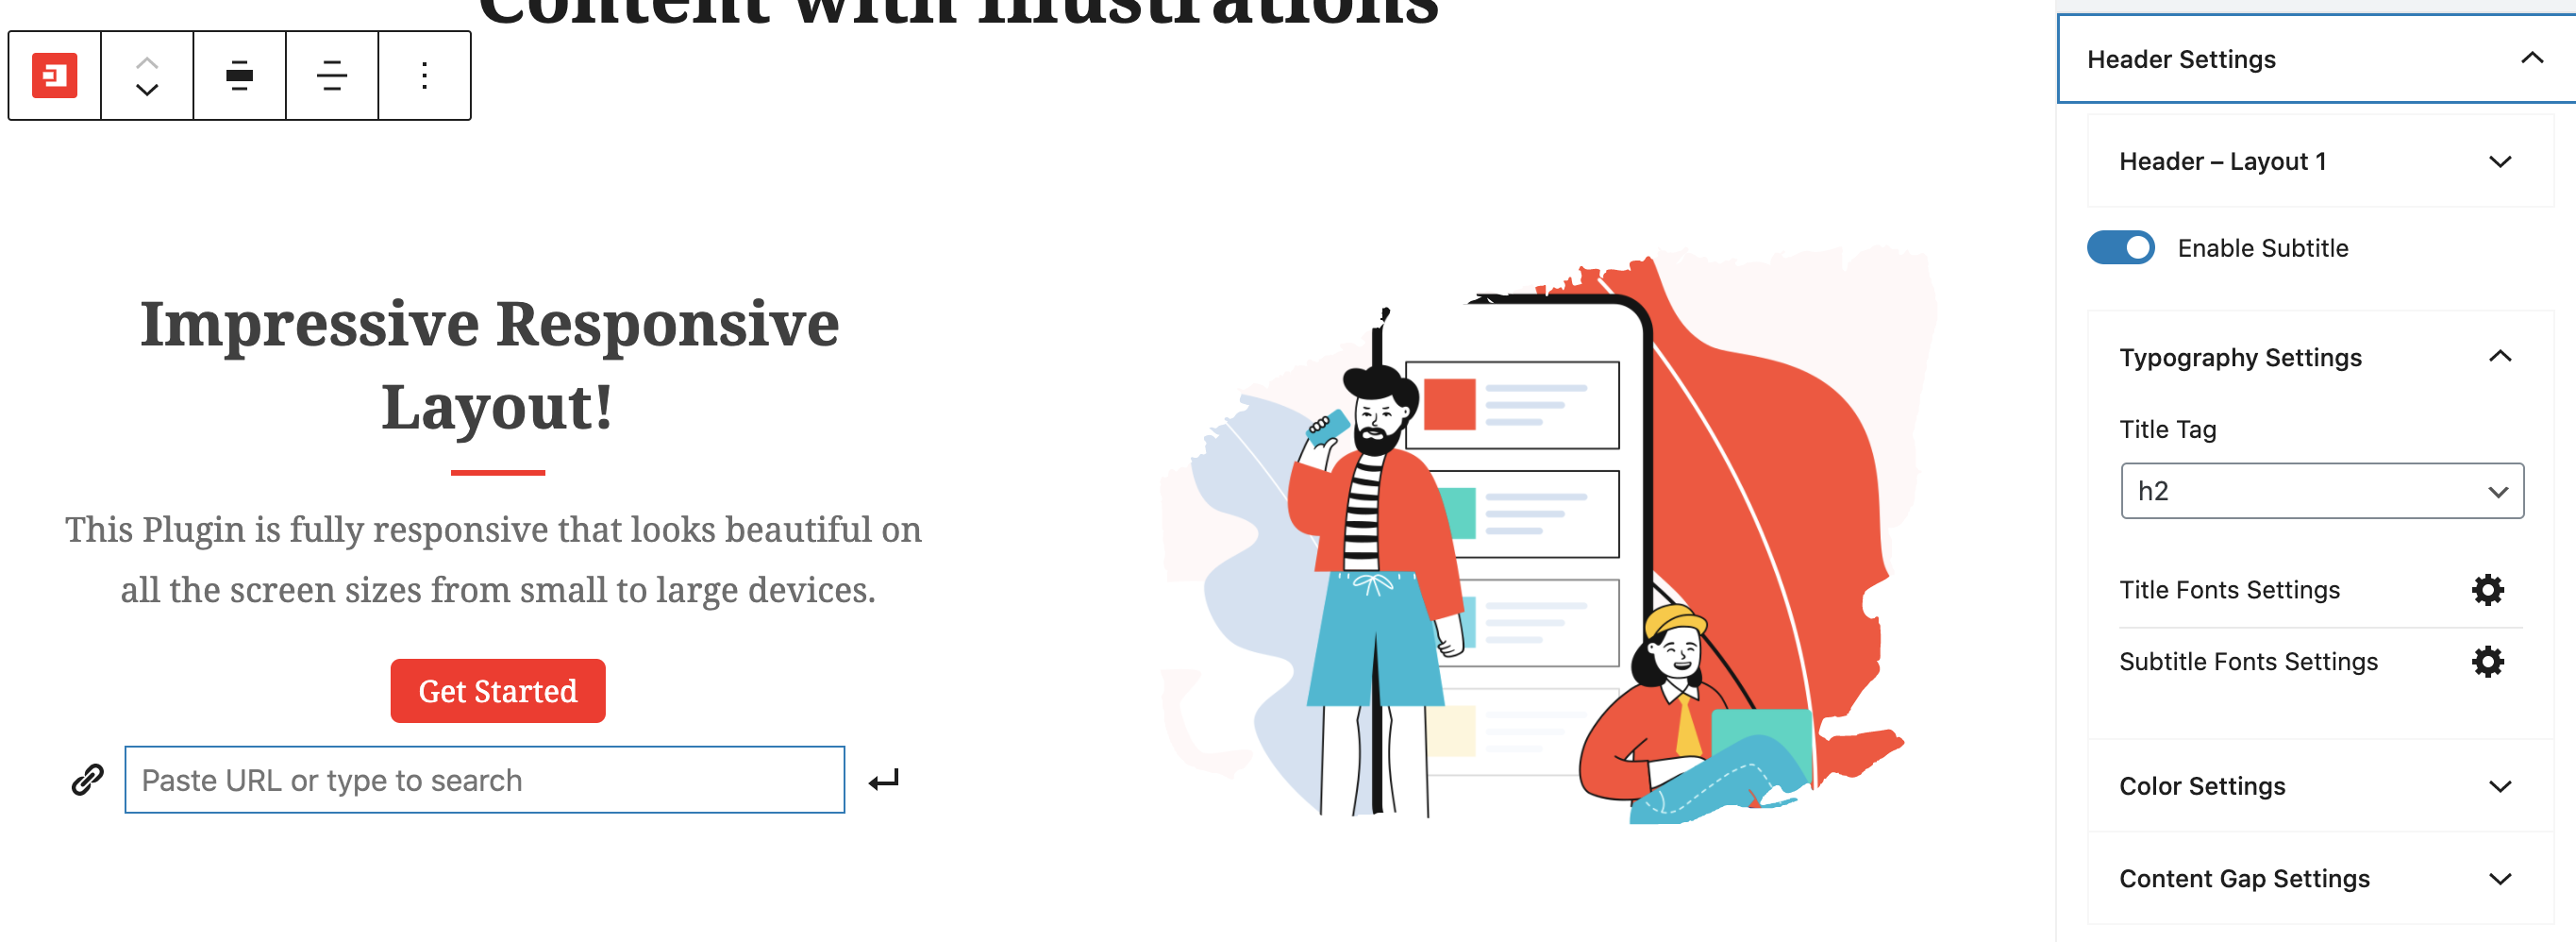 Content with Illustrations
Impressive Responsive
Layout!
This Plugin is fully responsive that looks beautiful on
all the screen sizes from small to large devices.
Get Started
Paste URL or type to search
Header Settings
Header – Layout 1
Enable Subtitle
Typography Settings
Title Tag
h2
Title Fonts Settings
Subtitle Fonts Settings
Color Settings
Content Gap Settings